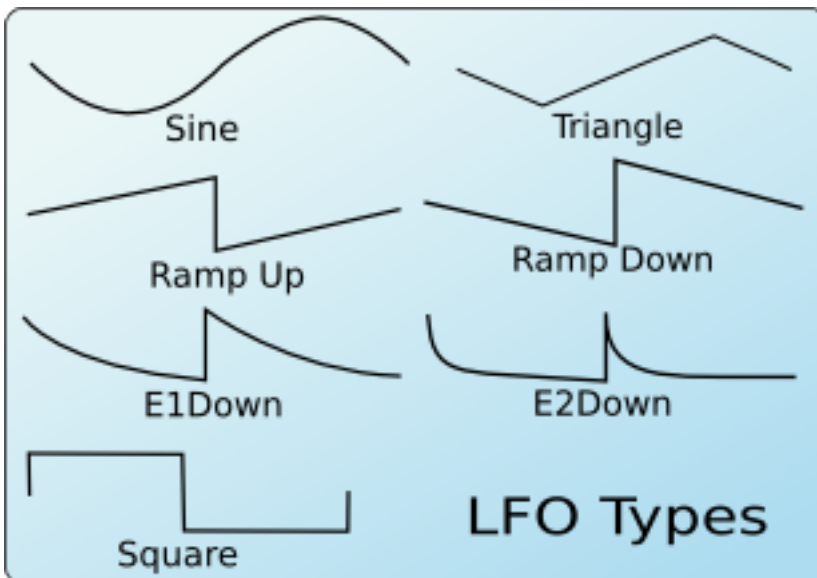 Sine
Triangle
Ramp Up
Ramp Down
E1Down
E2Down
Square
LFO Types